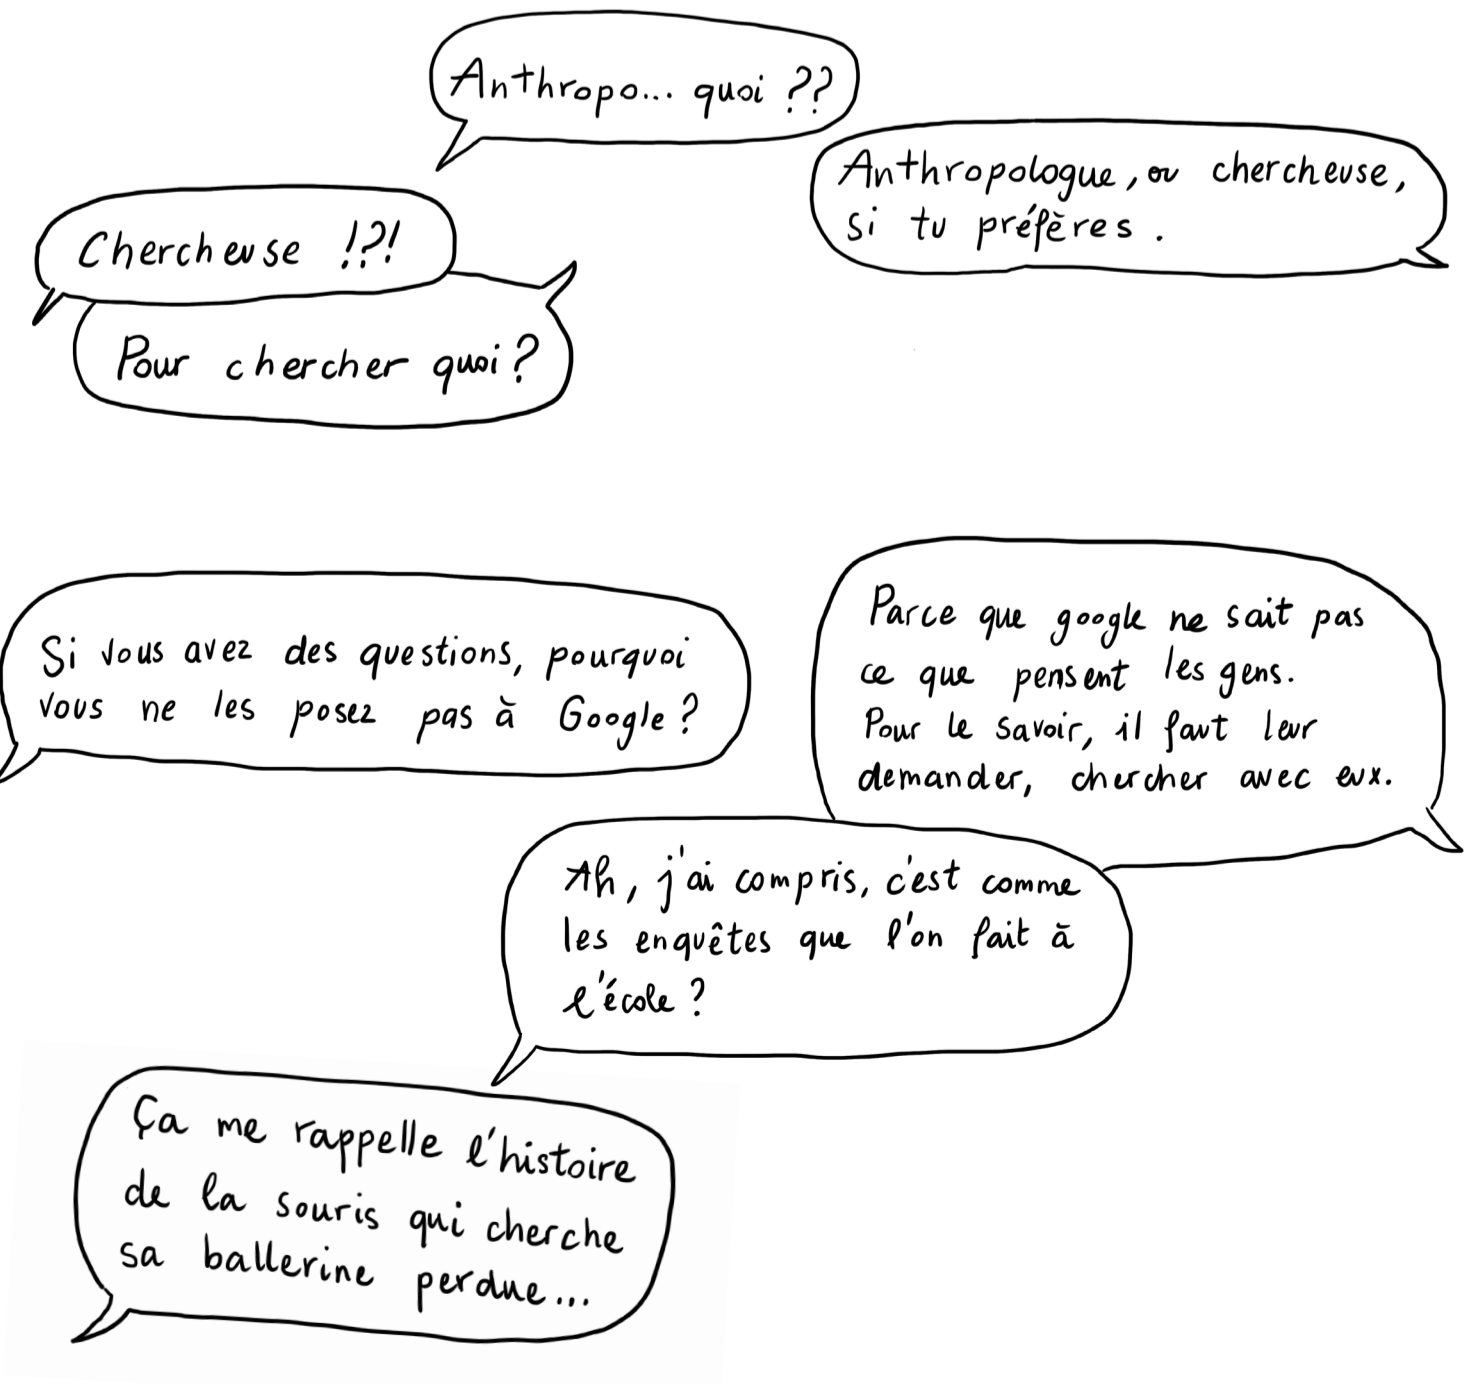 Anthropo... quoi ??
Anthropologue, ou chercheuse,
si tu préfères.
Chercheuse !?!
Pour chercher quoi ?
Si vous avez des questions, pourquoi
vous ne les posez pas à Google ?
Parce que google ne sait pas
ce que pensent les gens.
Pour le savoir, il faut leur
demander, chercher avec eux.
Ah, j'ai compris, c'est comme
les enquêtes que l'on fait à
l'école ?
Ça me rappelle l'histoire
de la souris qui cherche
sa ballerine perdue...